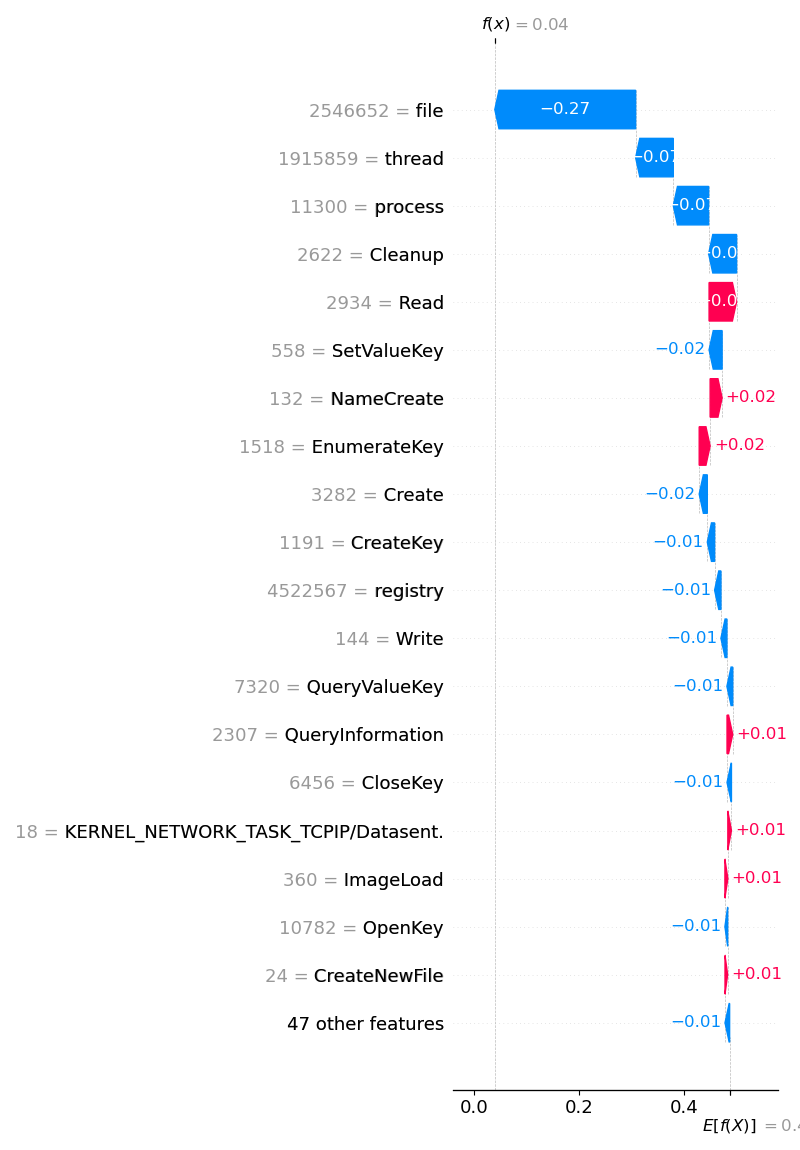 f(x) = 0.04
2546652 = file −0.27
1915859 = thread −0.07
11300 = process −0.07
2622 = Cleanup
2934 = Read
558 = SetValueKey −0.02
132 = NameCreate +0.02
1518 = EnumerateKey +0.02
3282 = Create −0.02
1191 = CreateKey −0.01
4522567 = registry −0.01
144 = Write −0.01
7320 = QueryValueKey −0.01
2307 = QueryInformation +0.01
6456 = CloseKey −0.01
18 = KERNEL_NETWORK_TASK_TCPIP/Datasent. +0.01
360 = ImageLoad +0.01
10782 = OpenKey −0.01
24 = CreateNewFile +0.01
47 other features −0.01
0.0 0.2 0.4
E[f(X)] =